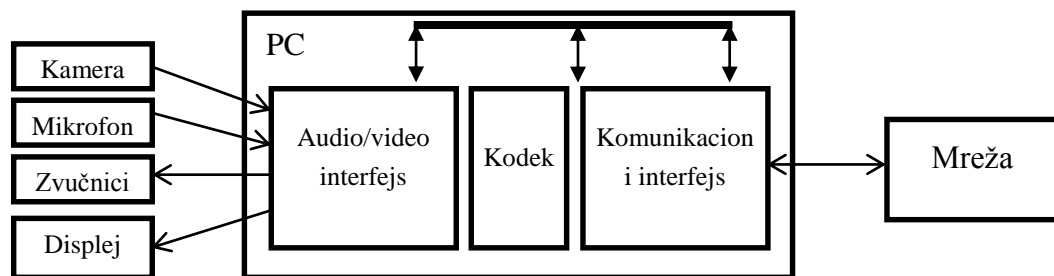 PC
Kamera
Mikrofon
Zvučnici
Displej
Audio/video
interfejs
Kodek
Komunikacion
i interfejs
Mreža